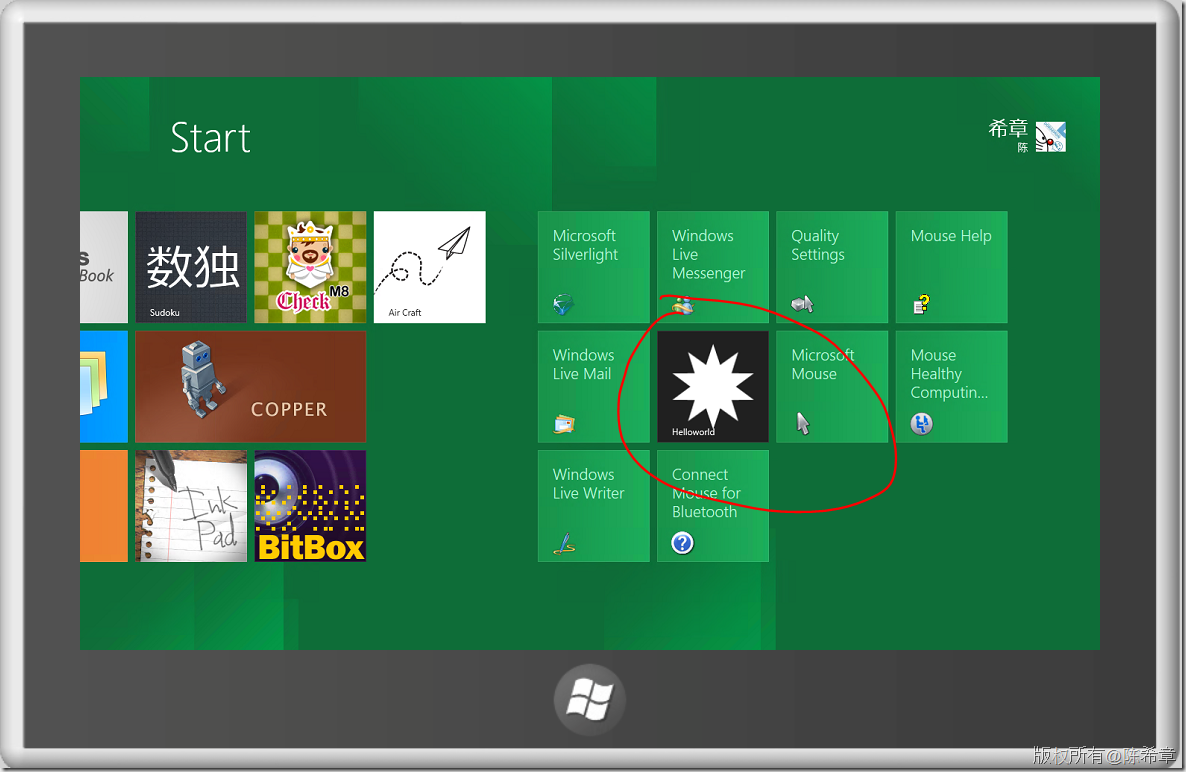 Start
希章
陈
s
Book
数独
Sudoku
Check M8
Air Craft
COPPER
Ink
Pad
BitBox
Microsoft
Silverlight
Windows
Live
Messenger
Quality
Settings
Mouse Help
Windows
Live Mail
Helloworld
Microsoft
Mouse
Mouse
Healthy
Computin...
Windows
Live Writer
Connect
Mouse for
Bluetooth
版权所有@陈希章